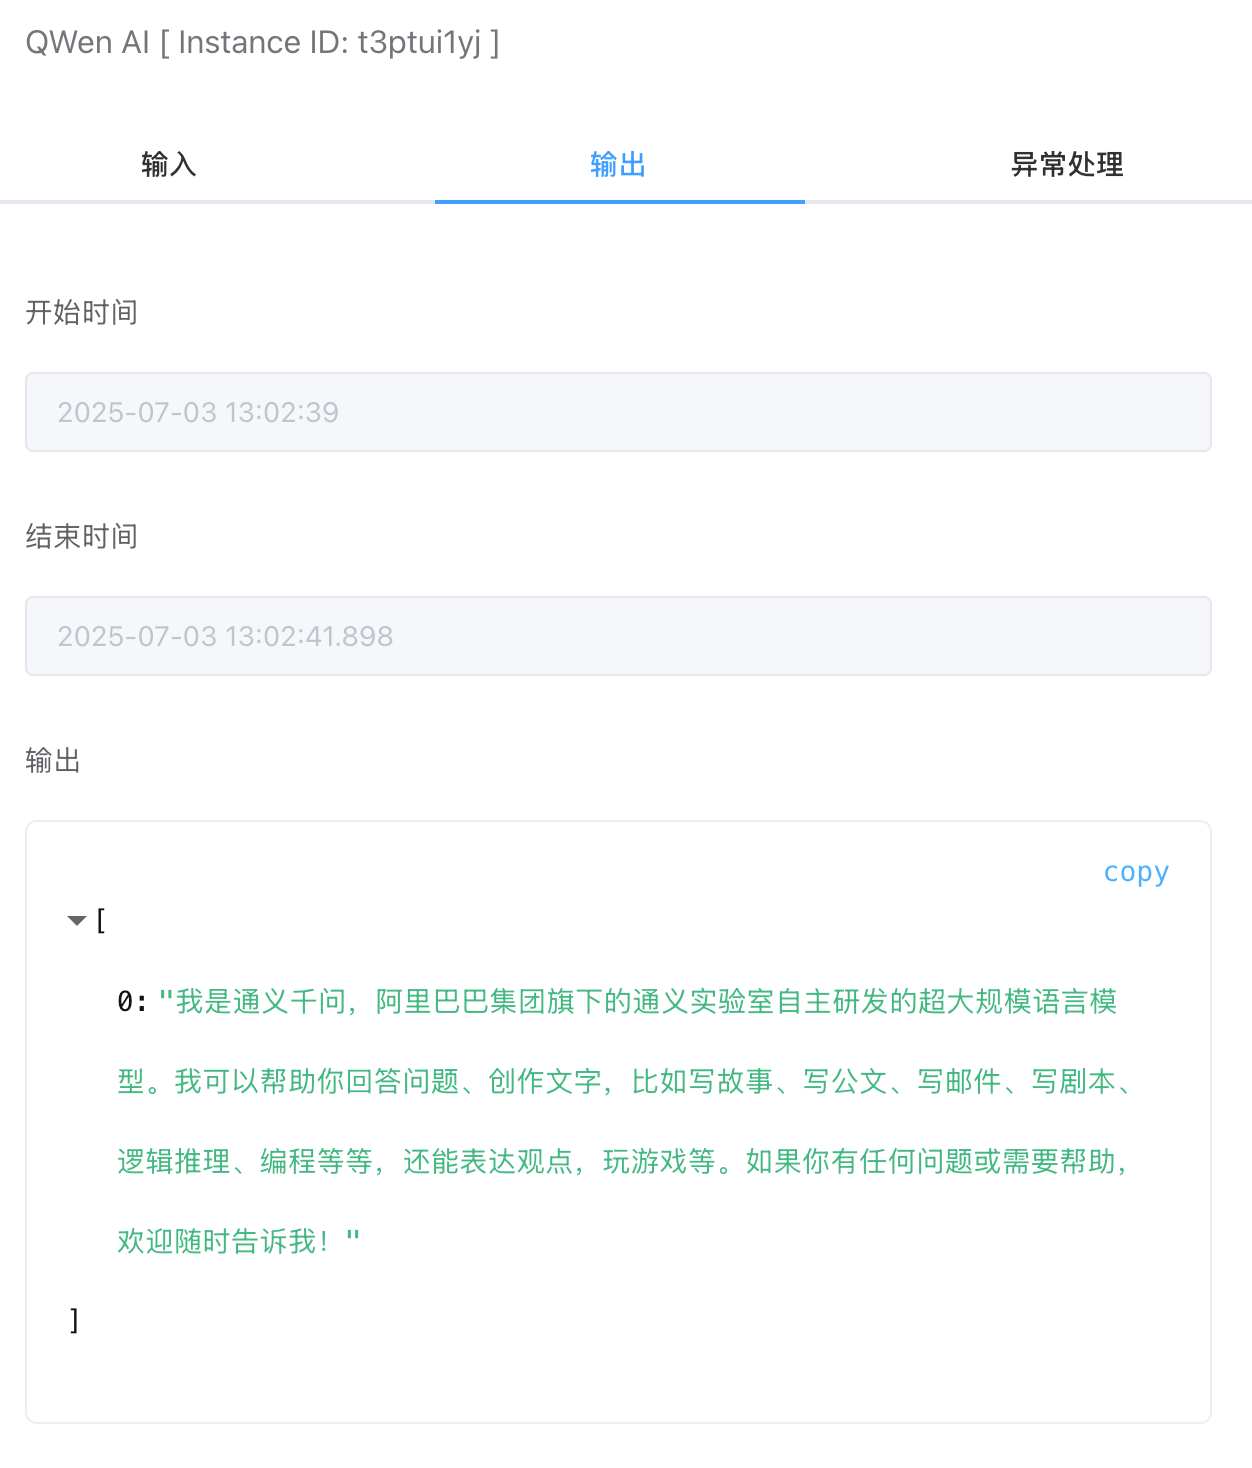 QWen AI [ Instance ID: t3ptui1yj ]
输入 输出 异常处理
开始时间
2025-07-03 13:02:39
结束时间
2025-07-03 13:02:41.898
输出
copy
[
0: "我是通义千问，阿里巴巴集团旗下的通义实验室自主研发的超大规模语言模
型。我可以帮助你回答问题、创作文字，比如写故事、写公文、写邮件、写剧本、
逻辑推理、编程等等，还能表达观点，玩游戏等。如果你有任何问题或需要帮助，
欢迎随时告诉我！"
]